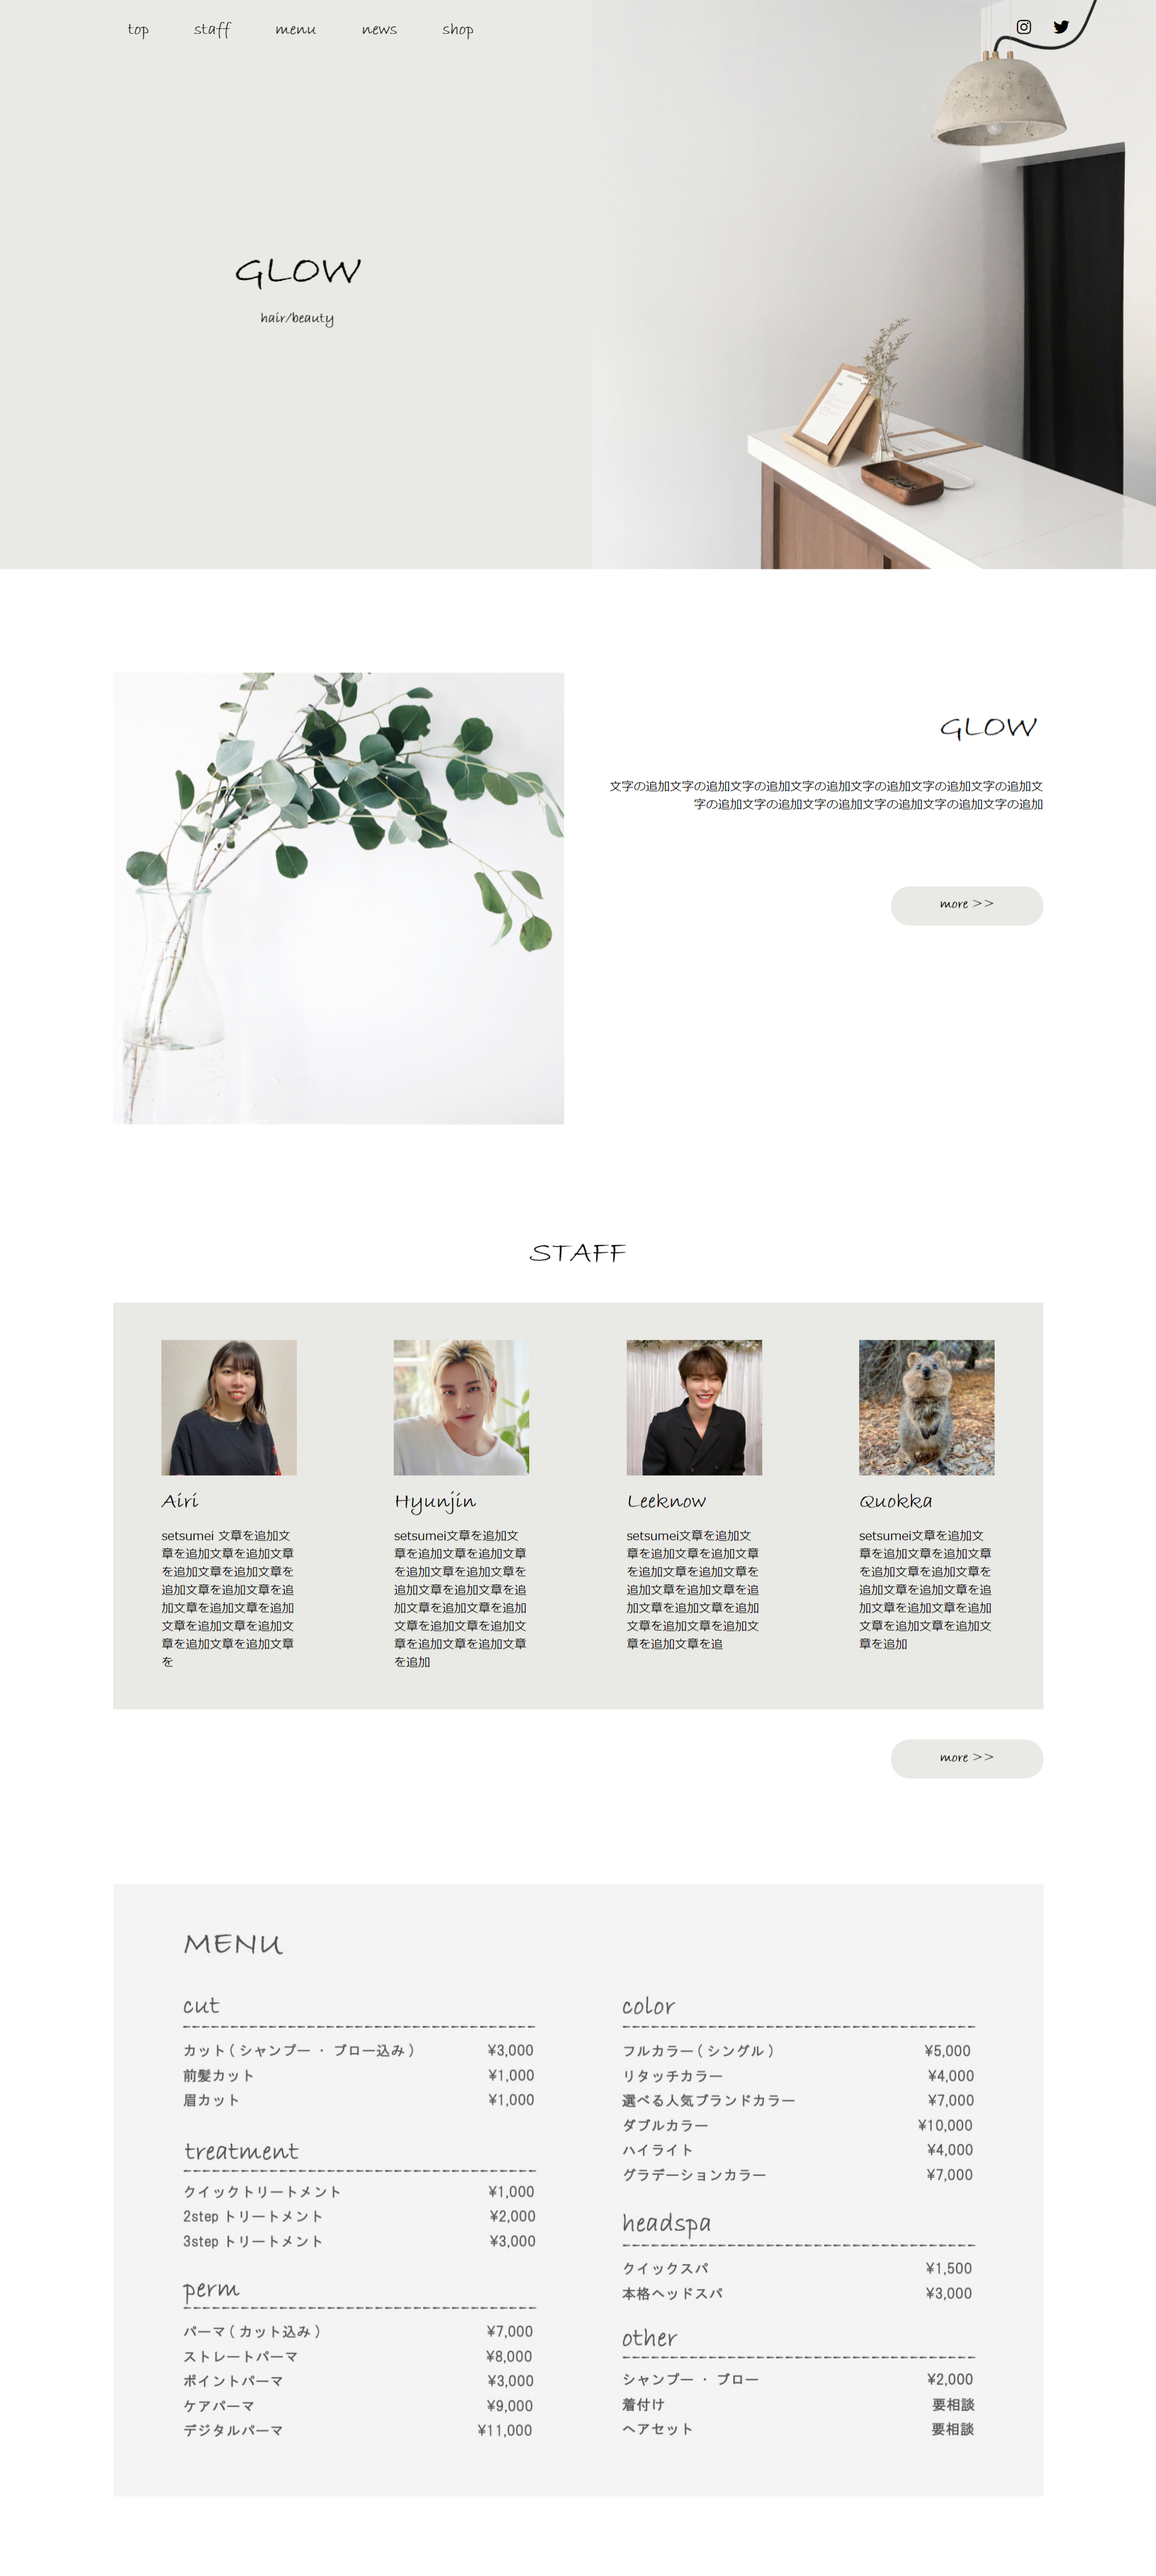 top staff menu news shop
GLOW
hair/beauty
GLOW
文字の追加文字の追加文字の追加文字の追加文字の追加文字の追加文字の追加文
字の追加文字の追加文字の追加文字の追加文字の追加文字の追加
more >>
STAFF
Airi
setsumei 文章を追加文
章を追加文章を追加文章
を追加文章を追加文章を
追加文章を追加文章を追
加文章を追加文章を追加
文章を追加文章を追加文
章を追加文章を追加文章
を
Hyunjin
setsumei文章を追加文
章を追加文章を追加文章
を追加文章を追加文章を
追加文章を追加文章を追
加文章を追加文章を追加
文章を追加文章を追加文
章を追加文章を追加文章
を追加
Leeknow
setsumei文章を追加文
章を追加文章を追加文章
を追加文章を追加文章を
追加文章を追加文章を追
加文章を追加文章を追加
文章を追加文章を追加文
章を追加文章を追
Quokka
setsumei文章を追加文
章を追加文章を追加文章
を追加文章を追加文章を
追加文章を追加文章を追
加文章を追加文章を追加
文章を追加文章を追加文
章を追加
more >>
MENU
cut
カット ( シャンプー ・ ブロー込み ) ¥3,000
前髪カット ¥1,000
眉カット ¥1,000
treatment
クイックトリートメント ¥1,000
2step トリートメント ¥2,000
3step トリートメント ¥3,000
perm
パーマ ( カット込み ) ¥7,000
ストレートパーマ ¥8,000
ポイントパーマ ¥3,000
ケアパーマ ¥9,000
デジタルパーマ ¥11,000
color
フルカラー ( シングル ) ¥5,000
リタッチカラー ¥4,000
選べる人気ブランドカラー ¥7,000
ダブルカラー ¥10,000
ハイライト ¥4,000
グラデーションカラー ¥7,000
headspa
クイックスパ ¥1,500
本格ヘッドスパ ¥3,000
other
シャンプー ・ ブロー ¥2,000
着付け 要相談
ヘアセット 要相談